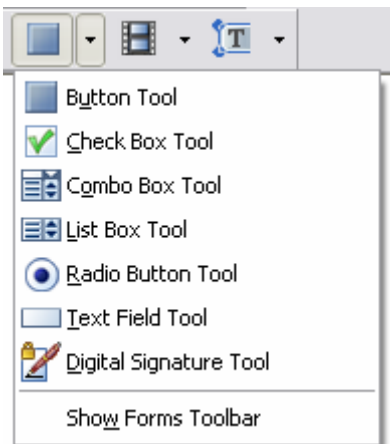 T
Button Tool
Check Box Tool
Combo Box Tool
List Box Tool
Radio Button Tool
Text Field Tool
Digital Signature Tool
Show Forms Toolbar